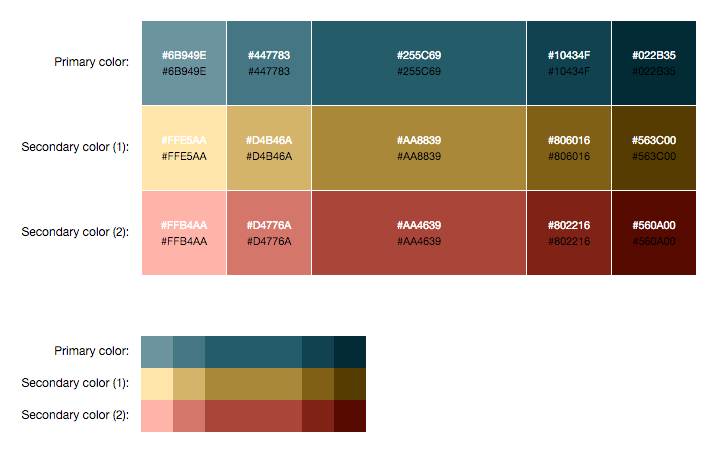 Primary color:
#6B949E #447783 #255C69 #10434F #022B35
#6B949E #447783 #255C69 #10434F #022B35
Secondary color (1):
#FFE5AA #D4B46A #AA8839 #806016 #563C00
#FFE5AA #D4B46A #AA8839 #806016 #563C00
Secondary color (2):
#FFB4AA #D4776A #AA4639 #802216 #560A00
#FFB4AA #D4776A #AA4639 #802216 #560A00
Primary color:
Secondary color (1):
Secondary color (2):